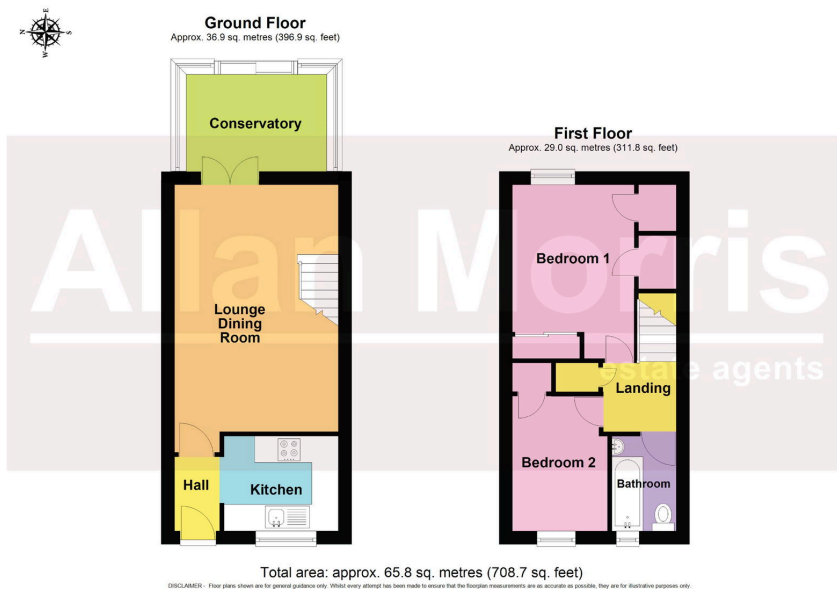 N
E
S
W
Ground Floor
Approx. 36.9 sq. metres (396.9 sq. feet)
Conservatory
Lounge
Dining
Room
Hall
Kitchen
First Floor
Approx. 29.0 sq. metres (311.8 sq. feet)
Bedroom 1
Landing
Bedroom 2
Bathroom
Allan Morris
estate agents
Total area: approx. 65.8 sq. metres (708.7 sq. feet)
DISCLAIMER - Floor plans shown are for general guidance only. Whilst every attempt has been made to ensure that the floorplan measurements are as accurate as possible, they are for illustrative purposes only.